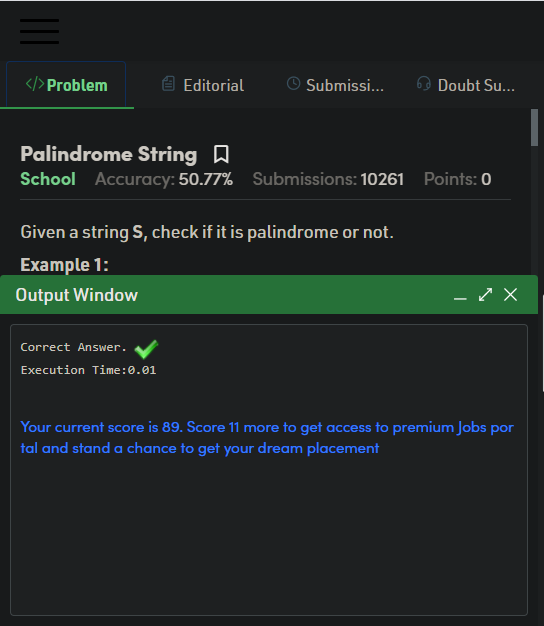 </>Problem
Editorial
Submissi...
Doubt Su...
Palindrome String
School Accuracy: 50.77% Submissions: 10261 Points: 0
Given a string S, check if it is palindrome or not.
Example 1:
Output Window
Correct Answer.
Execution Time:0.01
Your current score is 89. Score 11 more to get access to premium Jobs por
tal and stand a chance to get your dream placement